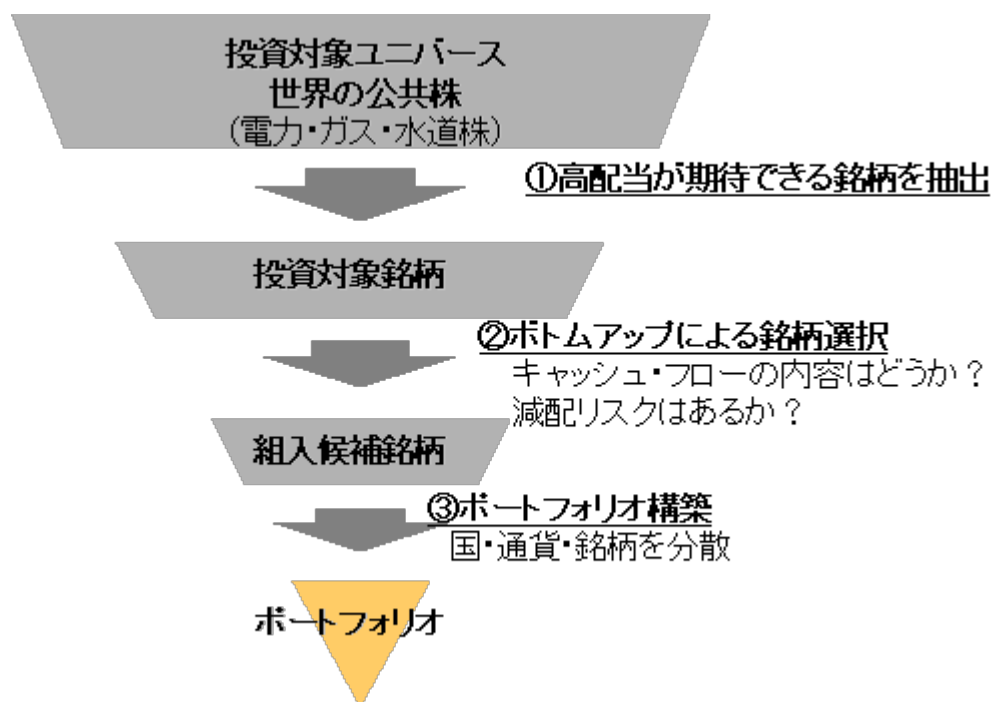 投資対象ユニバース
世界の公共株
(電力・ガス・水道株)
①高配当が期待できる銘柄を抽出
投資対象銘柄
②ボトムアップによる銘柄選択
キャッシュ・フローの内容はどうか？
減配リスクはあるか？
組入候補銘柄
③ポートフォリオ構築
国・通貨・銘柄を分散
ポートフォリオ